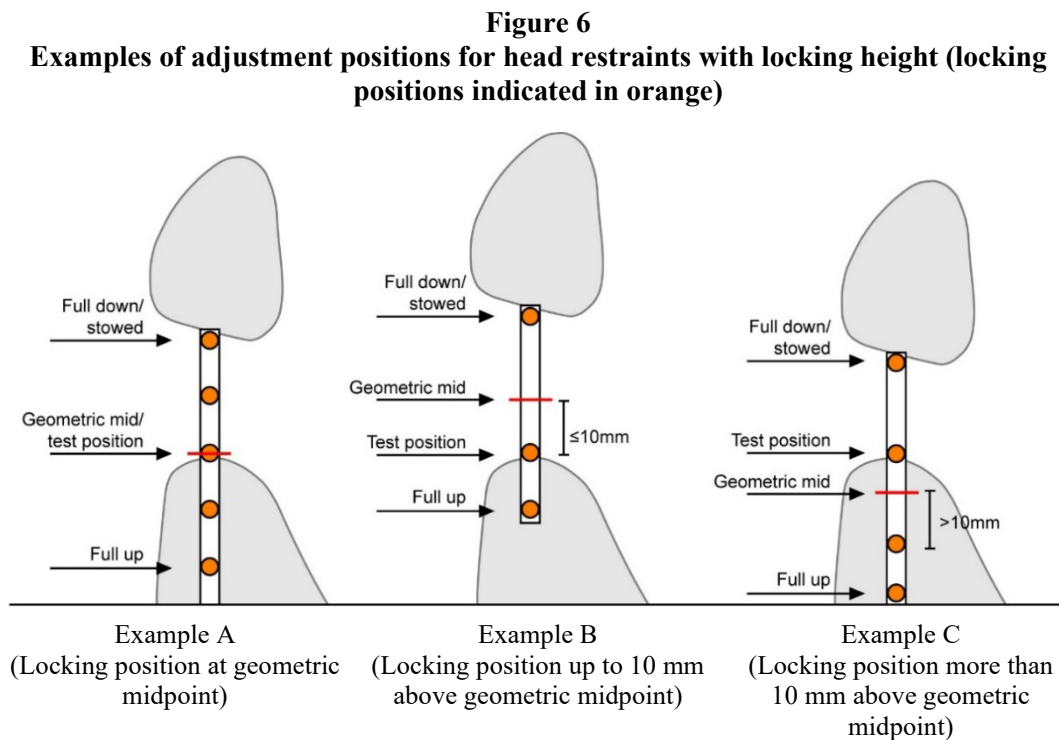 Figure 6
Examples of adjustment positions for head restraints with locking height (locking
positions indicated in orange)
Full down/
stowed
Geometric mid/
test position
Full up
Example A
(Locking position at geometric
midpoint)
Full down/
stowed
Geometric mid
≤10mm
Test position
Full up
Example B
(Locking position up to 10 mm
above geometric midpoint)
Full down/
stowed
Test position
Geometric mid
>10mm
Full up
Example C
(Locking position more than
10 mm above geometric
midpoint)